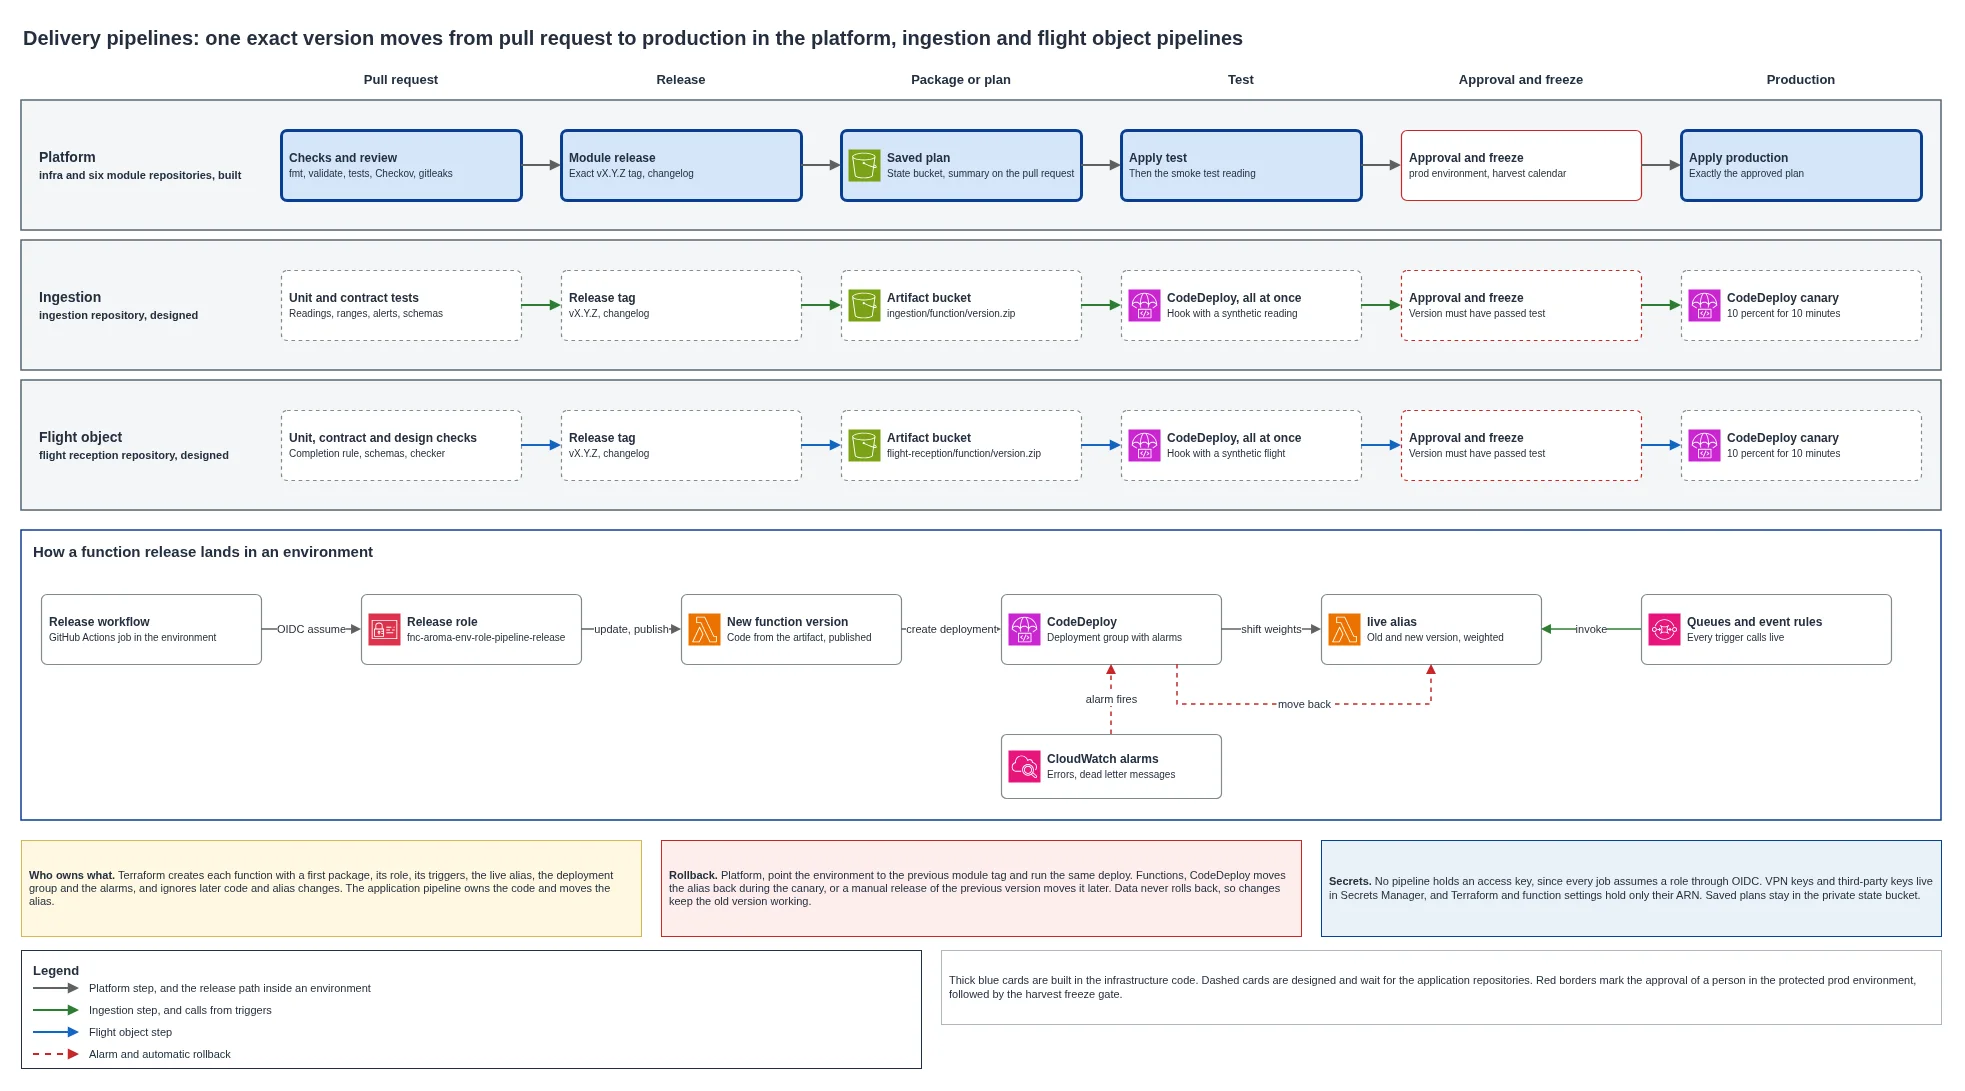 Delivery pipelines: one exact version moves from pull request to production in the platform, ingestion and flight object pipelines
Pull request
Release
Package or plan
Test
Approval and freeze
Production
Platform
infra and six module repositories, built
Checks and review
fmt, validate, tests, Checkov, gitleaks
Module release
Exact vX.Y.Z tag, changelog
Saved plan
State bucket, summary on the pull request
Apply test
Then the smoke test reading
Approval and freeze
prod environment, harvest calendar
Apply production
Exactly the approved plan
Ingestion
ingestion repository, designed
Unit and contract tests
Readings, ranges, alerts, schemas
Release tag
vX.Y.Z, changelog
Artifact bucket
ingestion/function/version.zip
CodeDeploy, all at once
Hook with a synthetic reading
Approval and freeze
Version must have passed test
CodeDeploy canary
10 percent for 10 minutes
Flight object
flight reception repository, designed
Unit, contract and design checks
Completion rule, schemas, checker
Release tag
vX.Y.Z, changelog
Artifact bucket
flight-reception/function/version.zip
CodeDeploy, all at once
Hook with a synthetic flight
Approval and freeze
Version must have passed test
CodeDeploy canary
10 percent for 10 minutes
How a function release lands in an environment
Release workflow
GitHub Actions job in the environment
OIDC assume
Release role
fnc-aroma-env-role-pipeline-release
update, publish
New function version
Code from the artifact, published
create deployment
CodeDeploy
Deployment group with alarms
shift weights
live alias
Old and new version, weighted
invoke
Queues and event rules
Every trigger calls live
alarm fires
move back
CloudWatch alarms
Errors, dead letter messages
Who owns what. Terraform creates each function with a first package, its role, its triggers, the live alias, the deployment
group and the alarms, and ignores later code and alias changes. The application pipeline owns the code and moves the
alias.
Rollback. Platform, point the environment to the previous module tag and run the same deploy. Functions, CodeDeploy moves
the alias back during the canary, or a manual release of the previous version moves it later. Data never rolls back, so changes
keep the old version working.
Secrets. No pipeline holds an access key, since every job assumes a role through OIDC. VPN keys and third-party keys live
in Secrets Manager, and Terraform and function settings hold only their ARN. Saved plans stay in the private state bucket.
Legend
Platform step, and the release path inside an environment
Ingestion step, and calls from triggers
Flight object step
Alarm and automatic rollback
Thick blue cards are built in the infrastructure code. Dashed cards are designed and wait for the application repositories. Red borders mark the approval of a person in the protected prod environment,
followed by the harvest freeze gate.